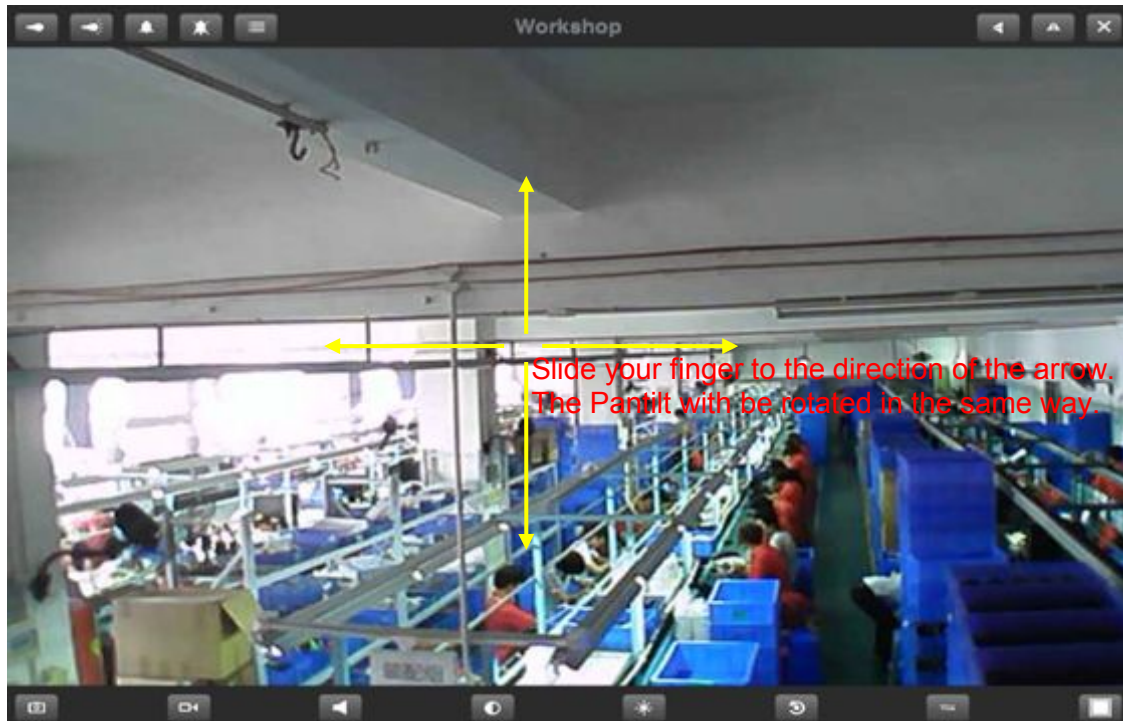 Workshop
Slide your finger to the direction of the arrow.
The Pantilt with be rotated in the same way.